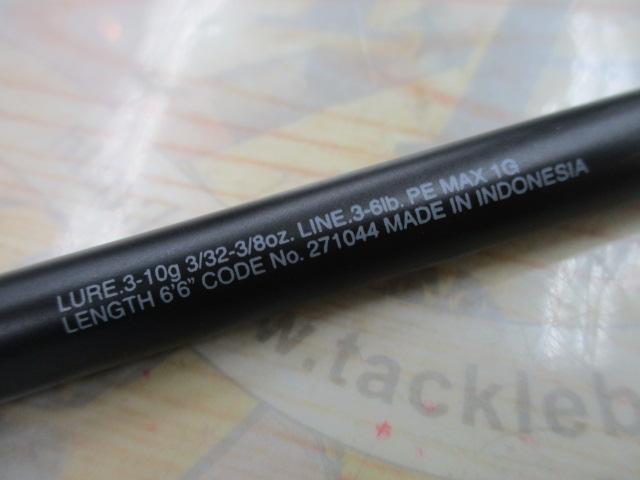 LURE.3-10g 3/32-3/8oz. LINE.3-6lb. PE MAX 1G
LENGTH 6'6" CODE No. 271044 MADE IN INDONESIA
w.tackleb